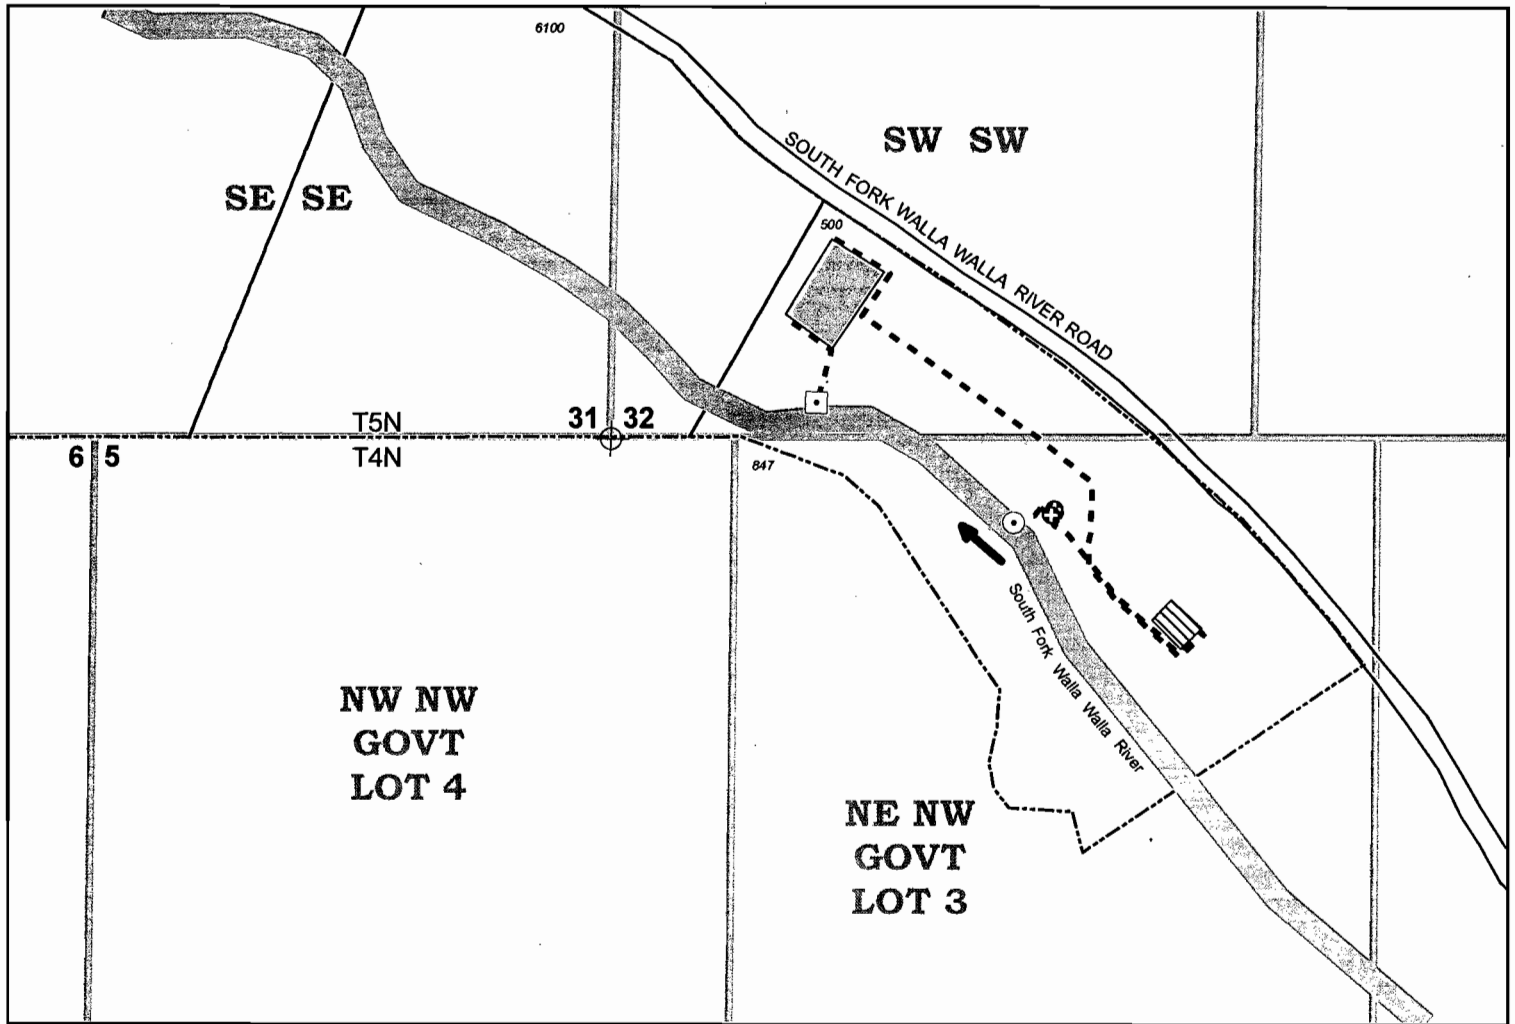 6100
SW SW
SOUTH FORK WALLA WALLA RIVER ROAD
SE SE
500
T5N
31 32
6 5
T4N
847
South Fork Walla Walla River
NW NW
GOVT
LOT 4
NE NW
GOVT
LOT 3